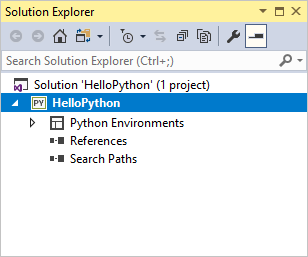 Solution Explorer
Search Solution Explorer (Ctrl+;)
Solution 'HelloPython' (1 project)
PY HelloPython
Python Environments
References
Search Paths